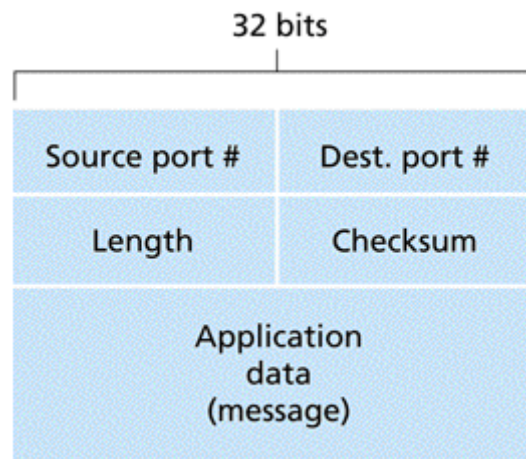 32 bits
Source port # Dest. port #
Length Checksum
Application
data
(message)